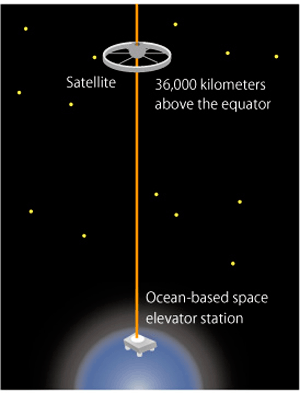 Satellite
36,000 kilometers
above the equator
Ocean-based space
elevator station